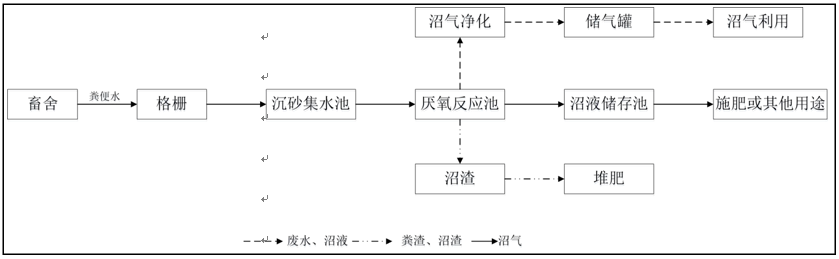 沼气净化 储气罐 沼气利用
畜舍 粪便水 格栅 沉砂集水池 厌氧反应池 沼液储存池 施肥或其他用途
沼渣 堆肥
废水、沼液 粪渣、沼渣 沼气